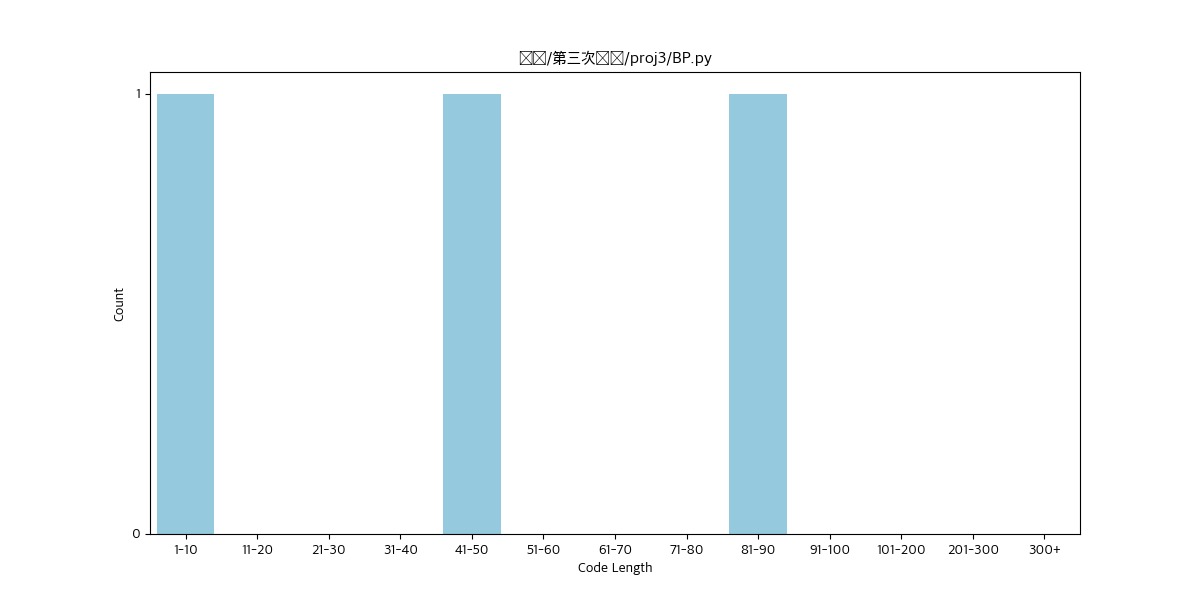 /第三次/proj3/BP.py
1
0
Count
1-10 11-20 21-30 31-40 41-50 51-60 61-70 71-80 81-90 91-100 101-200 201-300 300+
Code Length